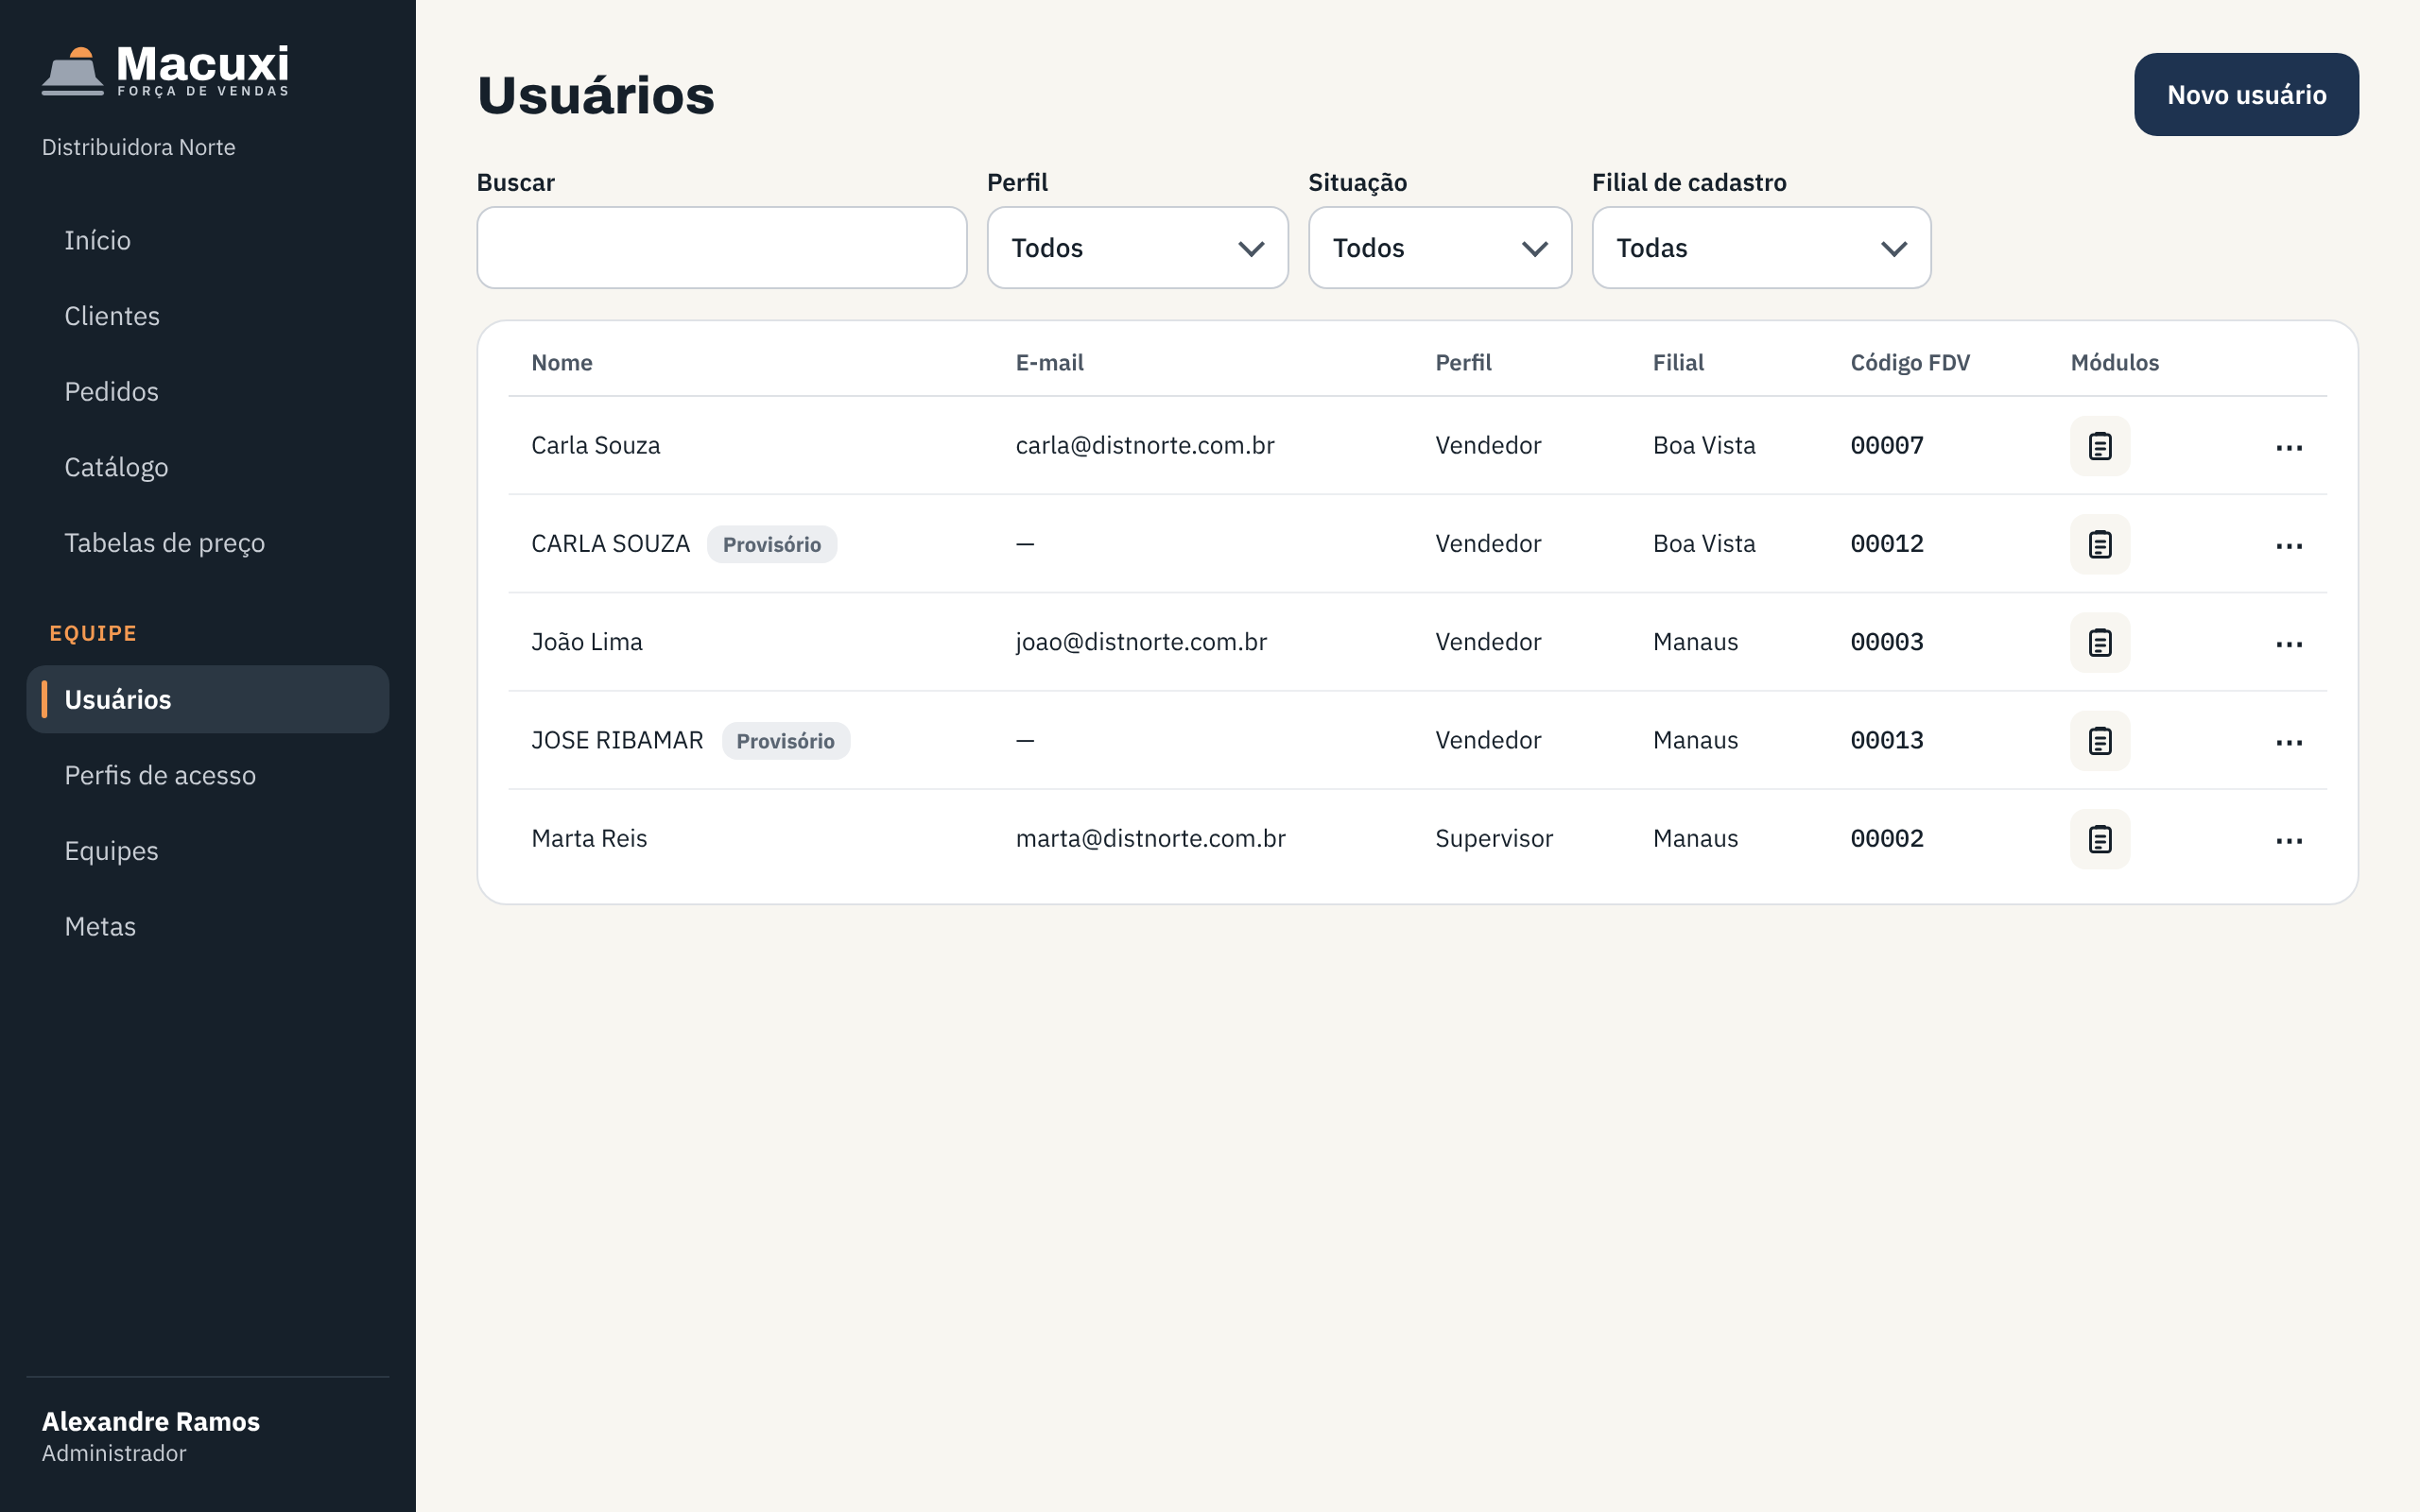 Macuxi
FORÇA DE VENDAS
Distribuidora Norte
Início
Clientes
Pedidos
Catálogo
Tabelas de preço
EQUIPE
Usuários
Perfis de acesso
Equipes
Metas
Alexandre Ramos
Administrador
Usuários
Novo usuário
Buscar Perfil Situação Filial de cadastro
Todos Todos Todas
Nome E-mail Perfil Filial Código FDV Módulos
Carla Souza carla@distnorte.com.br Vendedor Boa Vista 00007 ...
CARLA SOUZA Provisório — Vendedor Boa Vista 00012 ...
João Lima joao@distnorte.com.br Vendedor Manaus 00003 ...
JOSE RIBAMAR Provisório — Vendedor Manaus 00013 ...
Marta Reis marta@distnorte.com.br Supervisor Manaus 00002 ...